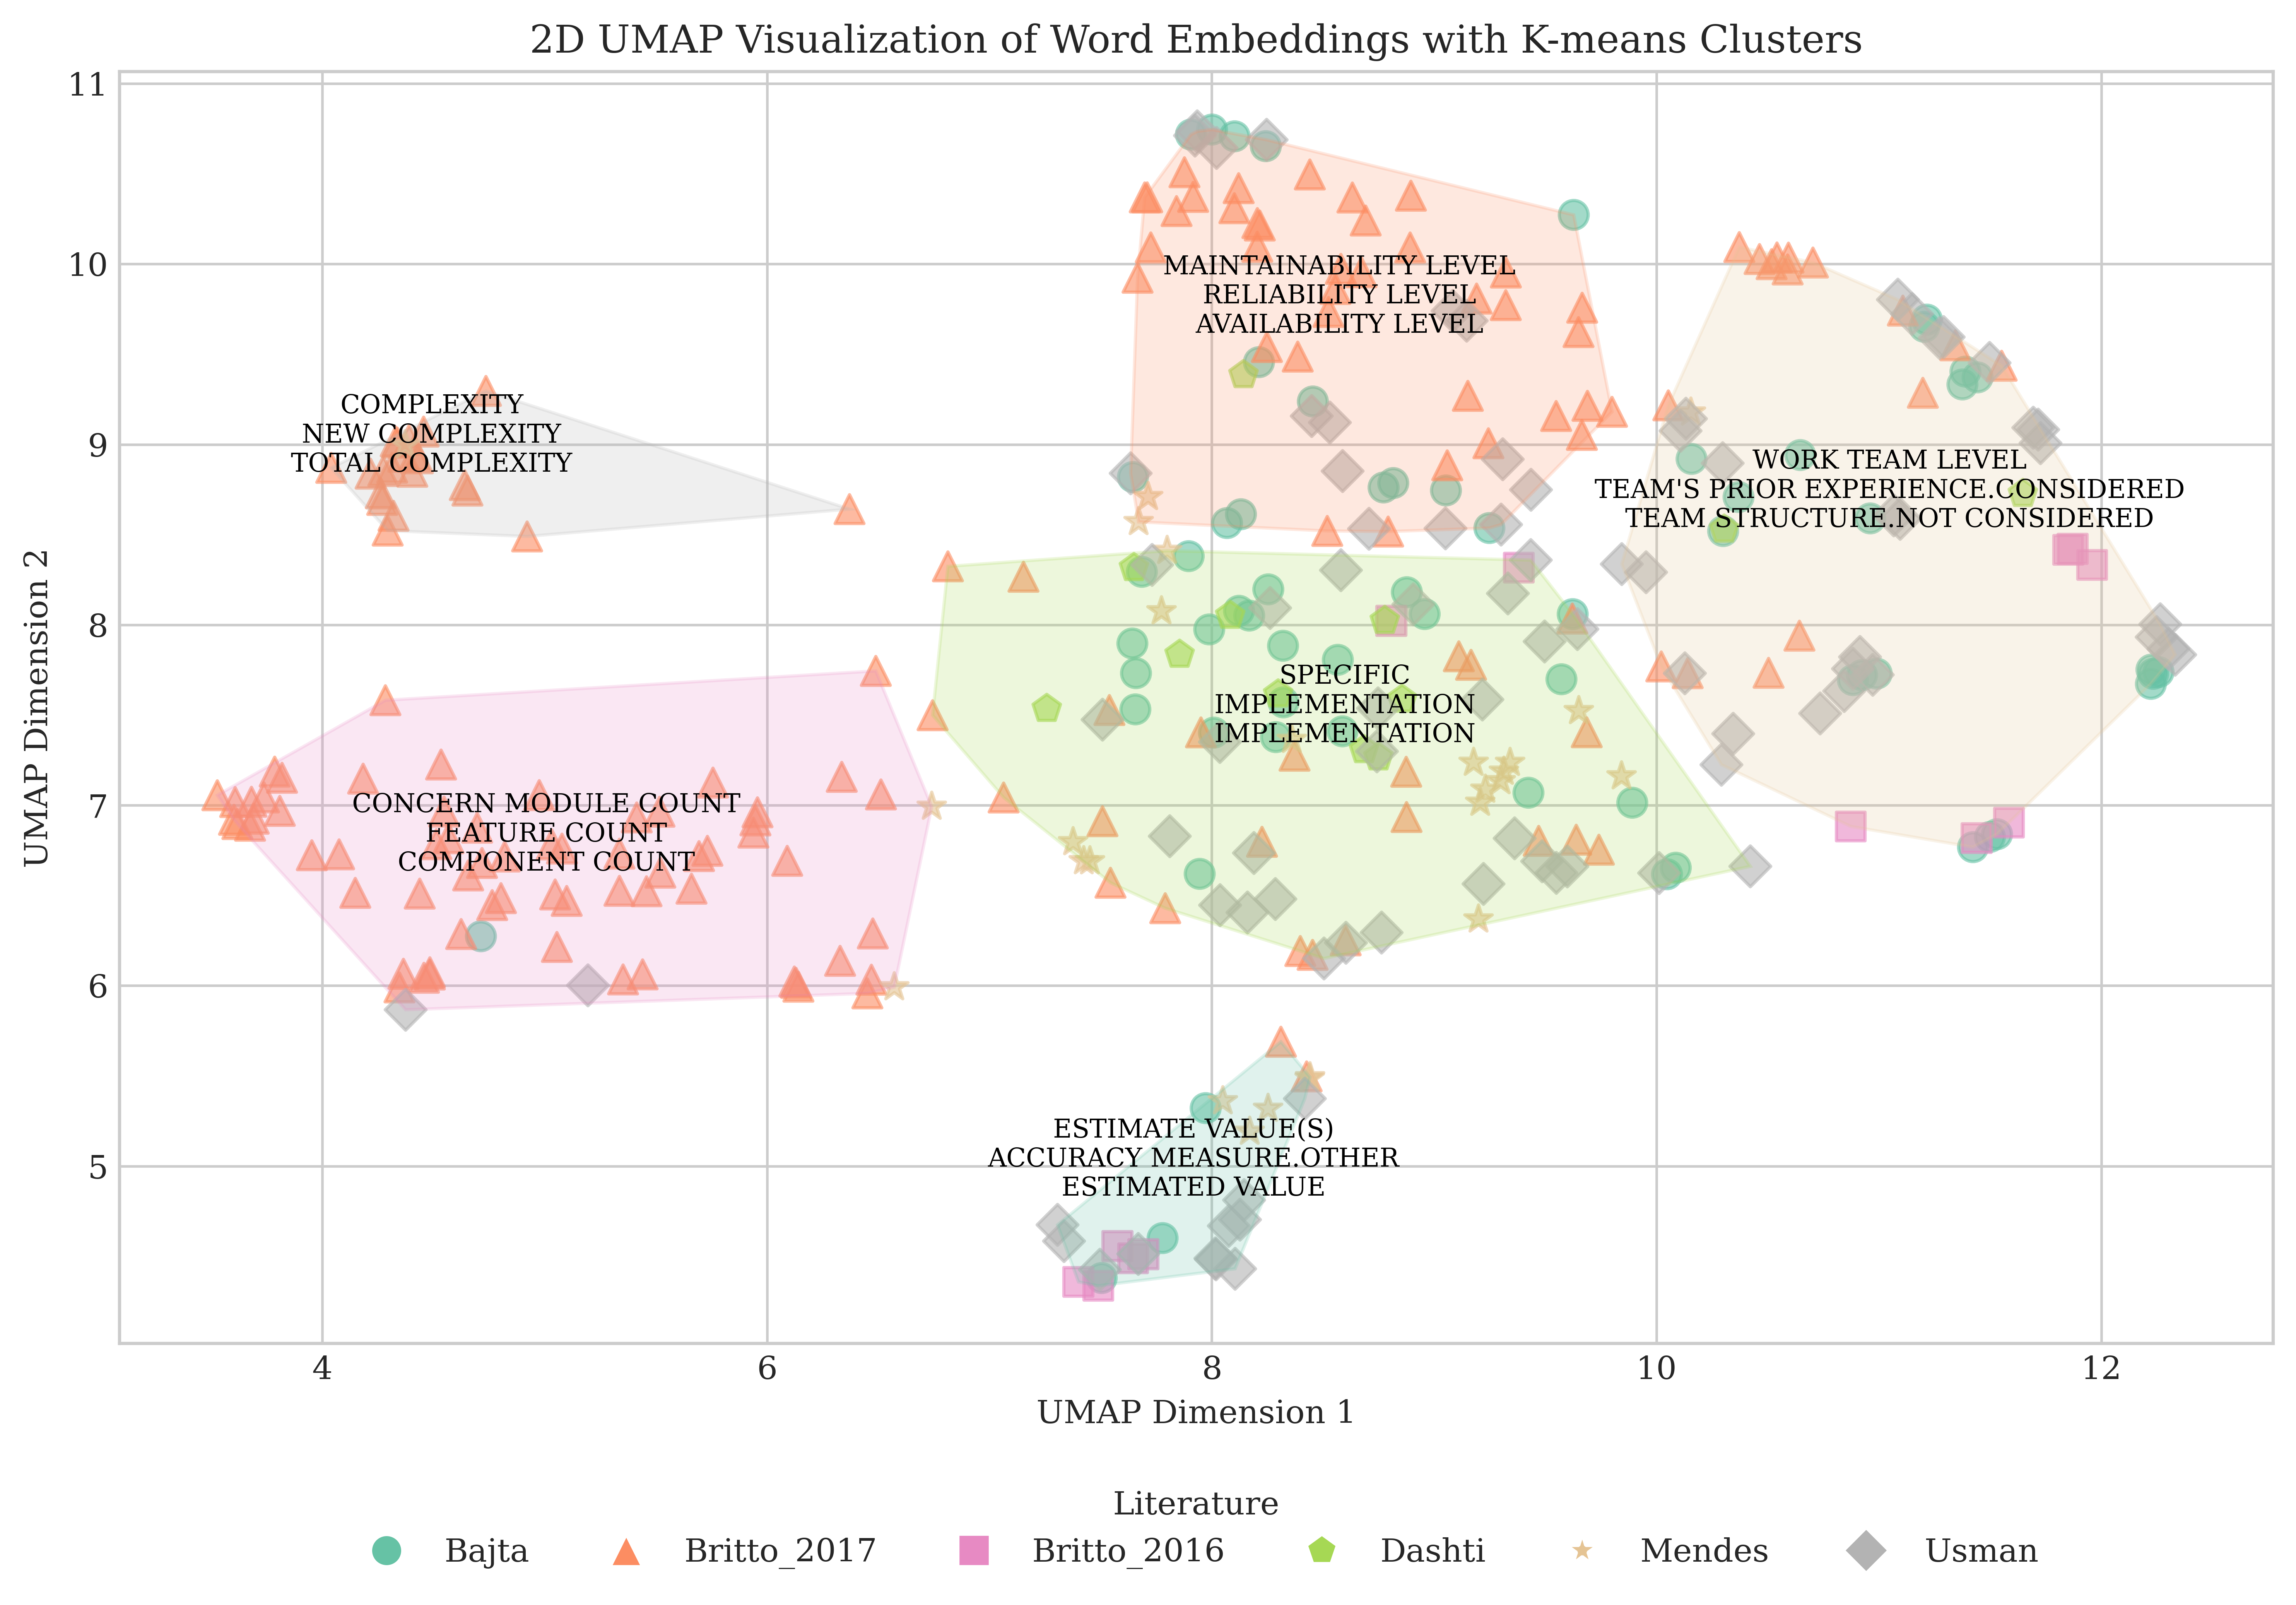 2D UMAP Visualization of Word Embeddings with K-means Clusters
UMAP Dimension 2
11
10
9
8
7
6
5
MAINTAINABILITY LEVEL
RELIABILITY LEVEL
AVAILABILITY LEVEL
COMPLEXITY
NEW COMPLEXITY
TOTAL COMPLEXITY
WORK TEAM LEVEL
TEAM'S PRIOR EXPERIENCE.CONSIDERED
TEAM STRUCTURE.NOT CONSIDERED
SPECIFIC
IMPLEMENTATION
IMPLEMENTATION
CONCERN MODULE COUNT
FEATURE COUNT
COMPONENT COUNT
ESTIMATE VALUE(S)
ACCURACY MEASURE.OTHER
ESTIMATED VALUE
4 6 8 10 12
UMAP Dimension 1
Literature
Bajta Britto_2017 Britto_2016 Dashti Mendes Usman